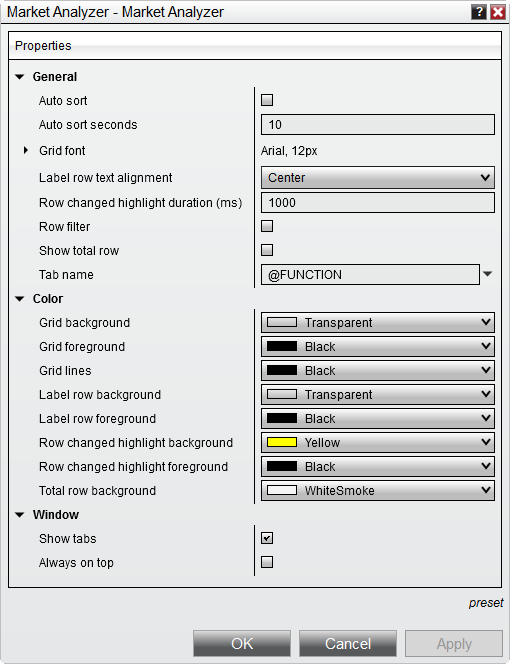 Market Analyzer - Market Analyzer ?
Properties
General
Auto sort
Auto sort seconds 10
Grid font Arial, 12px
Label row text alignment Center
Row changed highlight duration (ms) 1000
Row filter
Show total row
Tab name @FUNCTION
Color
Grid background Transparent
Grid foreground Black
Grid lines Black
Label row background Transparent
Label row foreground Black
Row changed highlight background Yellow
Row changed highlight foreground Black
Total row background WhiteSmoke
Window
Show tabs
Always on top
preset
OK Cancel Apply